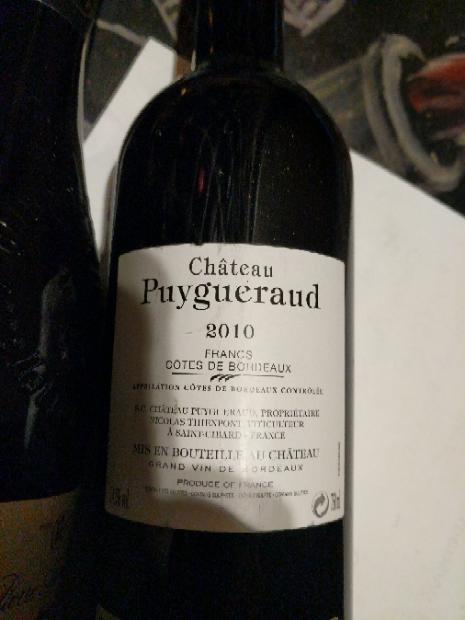 Château
Puygueraud
2010
FRANCS
CÔTES DE BORDEAUX
APPELLATION CÔTES DE BORDEAUX CONTRÔLÉE
S.C. CHÂTEAU PUYGUERAUD, PROPRIÉTAIRE
NICOLAS THIENPONT, VITICULTEUR
À SAINT-CIBARD - FRANCE
MIS EN BOUTEILLE AU CHÂTEAU
GRAND VIN DE BORDEAUX
PRODUCE OF FRANCE